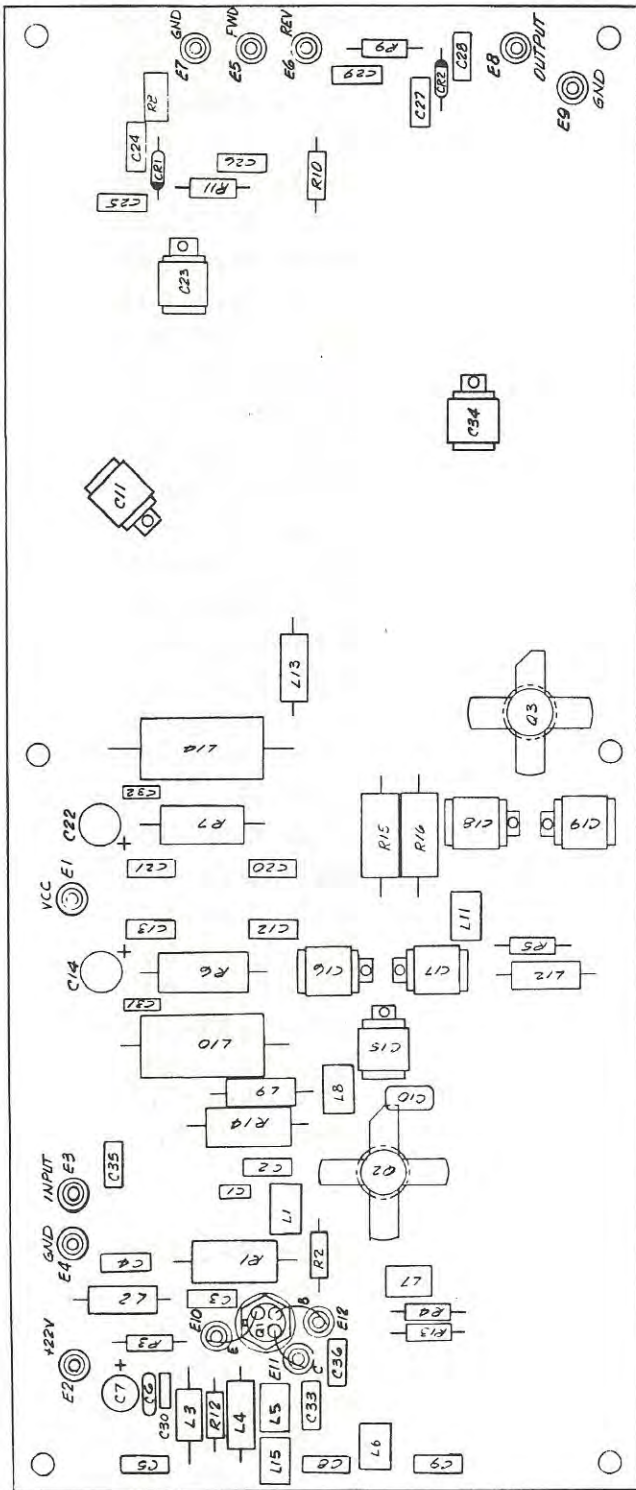 GND
E7
FWD
E5
REV
E6
R9
C29
C28
CR2
C27
E8
OUTPUT
E9
GND
R8
C24
CR1
C26
R11
R10
C25
C23
C34
C11
L13
Q3
L14
C32
C22
+
R7
R15
R16
C18
C19
C21
C20
VCC
E1
C13
C12
L11
R5
C14
+
R6
C16
C17
L12
C31
L10
C15
L9
L8
R14
C10
INPUT
E3
C35
C2
C1
Q2
L1
GND
E4
C4
R1
R2
L7
L2
C3
E10
B
Q1
E12
R4
R13
+22V
E2
R3
E
E11
C
C36
+
C7
C6
C30
L3
R12
L4
L5
C33
L6
C5
L15
C8
C9